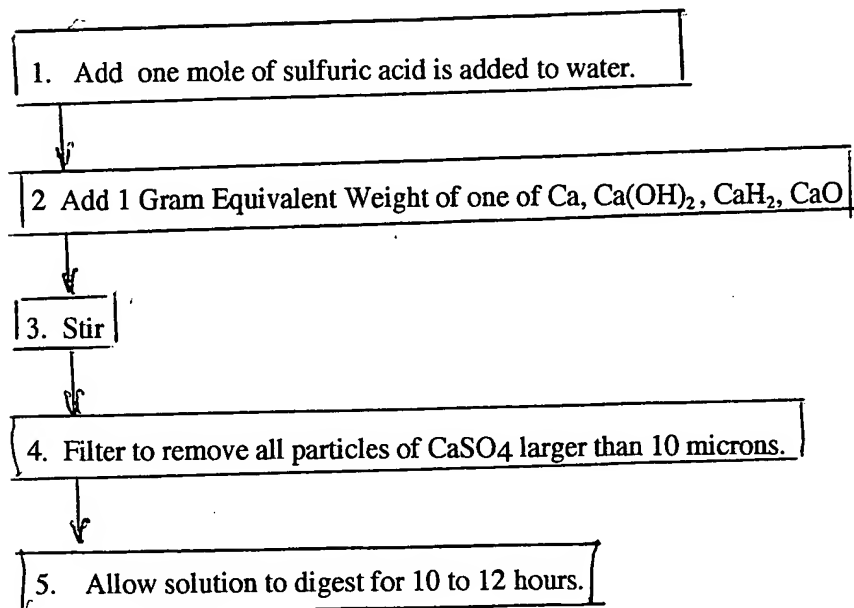 1. Add one mole of sulfuric acid is added to water.
2 Add 1 Gram Equivalent Weight of one of Ca, Ca(OH)₂, CaH₂, CaO
3. Stir
4. Filter to remove all particles of CaSO4 larger than 10 microns.
5. Allow solution to digest for 10 to 12 hours.